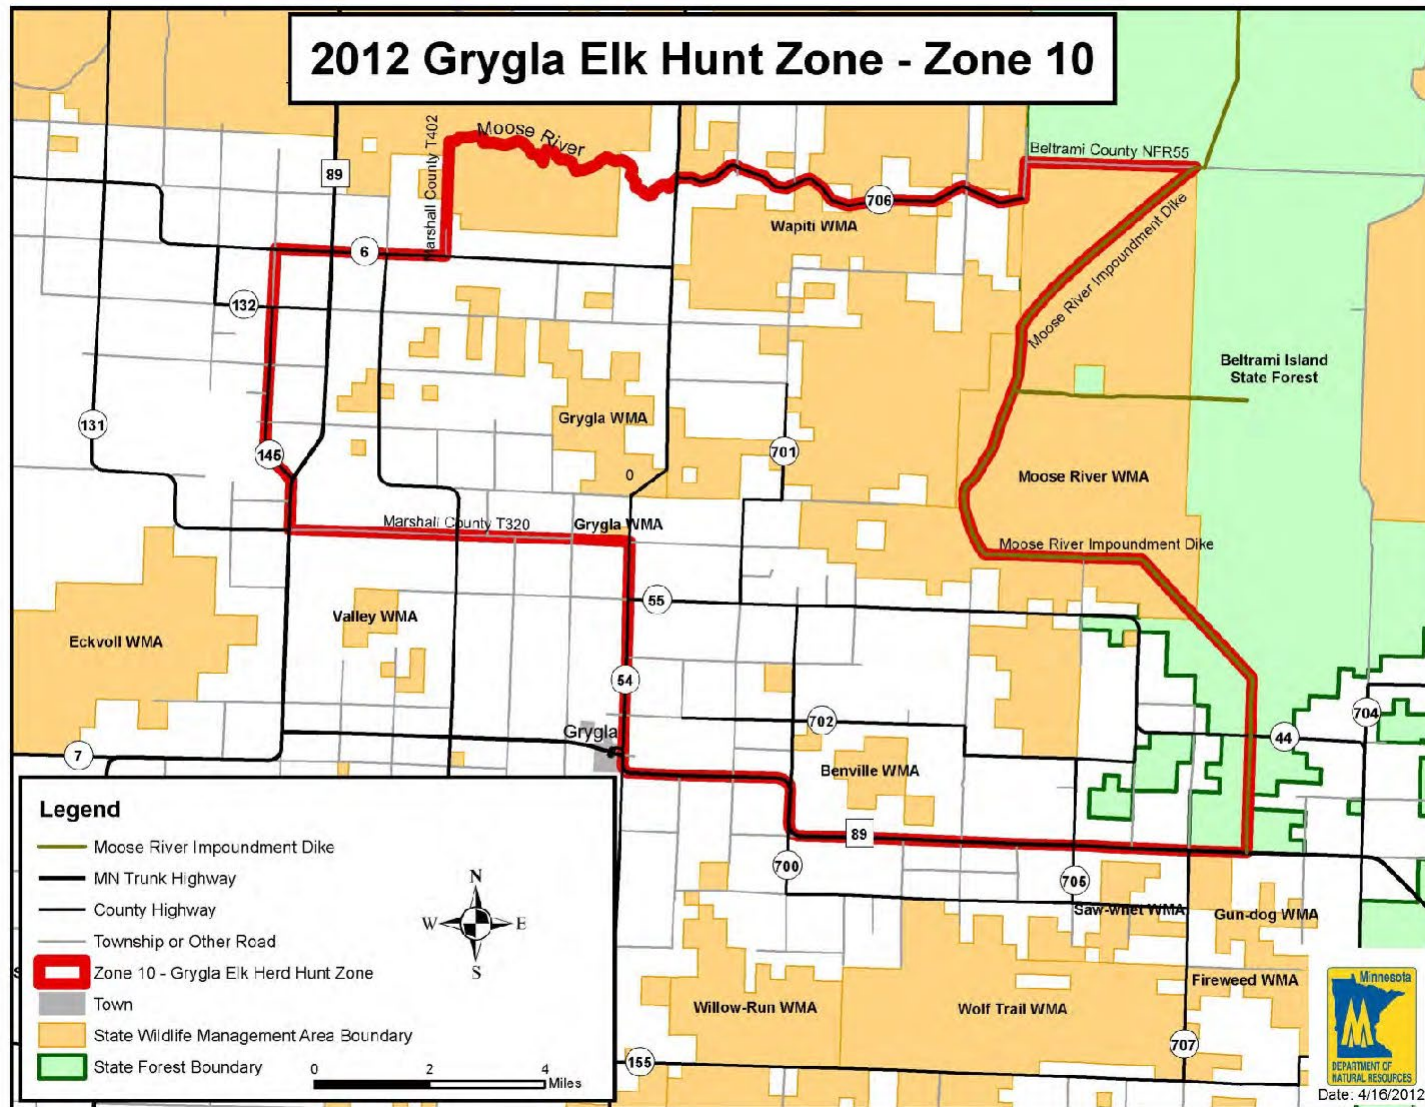 2012 Grygla Elk Hunt Zone - Zone 10
Marshall County T402
Moose River
Beltrami County NFR55
89
706
Wapiti WMA
6
Moose River Impoundment Dike
132
Beltrami Island
State Forest
131
Grygla WMA
145
701
0
Moose River WMA
Marshall County T320
Grygla WMA
Moose River Impoundment Dike
55
Valley WMA
Eckvoll WMA
54
704
702
Grygla
44
7
Benville WMA
89
700
705
Saw-whet WMA
Gun-dog WMA
Fireweed WMA
Willow-Run WMA
Wolf Trail WMA
707
155
Legend
Moose River Impoundment Dike
MN Trunk Highway
County Highway
Township or Other Road
Zone 10 - Grygla Elk Herd Hunt Zone
Town
State Wildlife Management Area Boundary
State Forest Boundary
N
W E
S
0 2 4
Miles
Minnesota
DEPARTMENT OF
NATURAL RESOURCES
Date: 4/16/2012